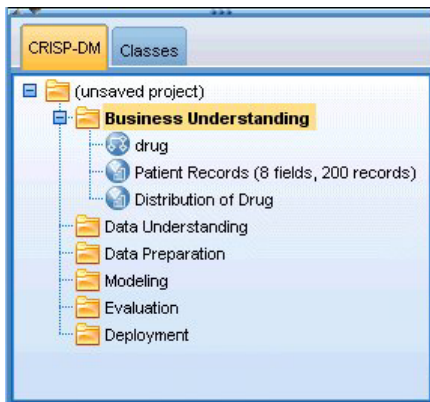 CRISP-DM Classes
(unsaved project)
Business Understanding
drug
Patient Records (8 fields, 200 records)
Distribution of Drug
Data Understanding
Data Preparation
Modeling
Evaluation
Deployment